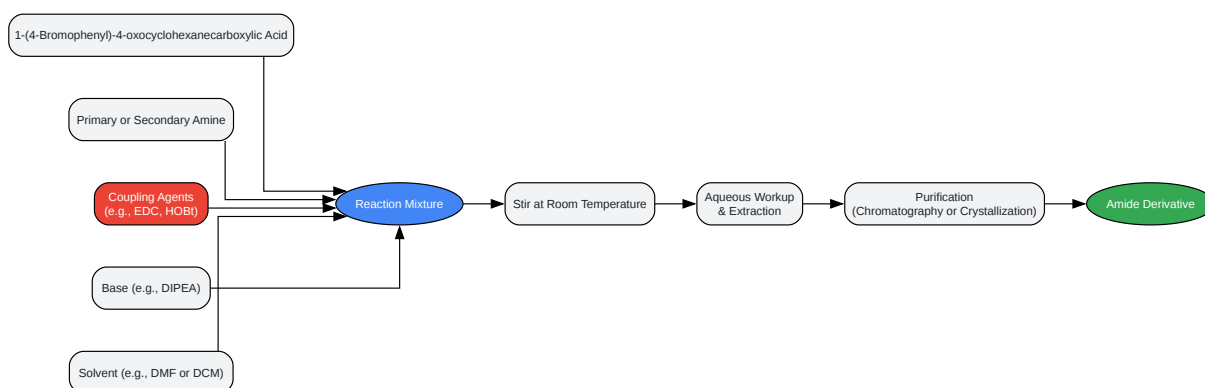 1-(4-Bromophenyl)-4-oxocyclohexanecarboxylic Acid
Primary or Secondary Amine
Coupling Agents
(e.g., EDC, HOBt)
Base (e.g., DIPEA)
Solvent (e.g., DMF or DCM)
Reaction Mixture
Stir at Room Temperature
Aqueous Workup
& Extraction
Purification
(Chromatography or Crystallization)
Amide Derivative